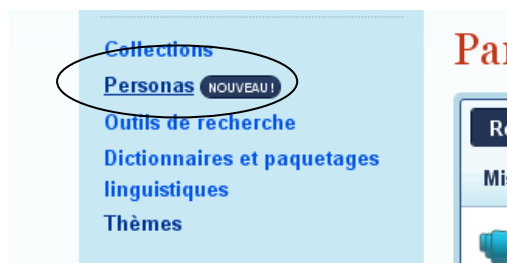 Collections
Personas NOUVEAU!
Outils de recherche
Dictionnaires et paquetages
linguistiques
Thèmes